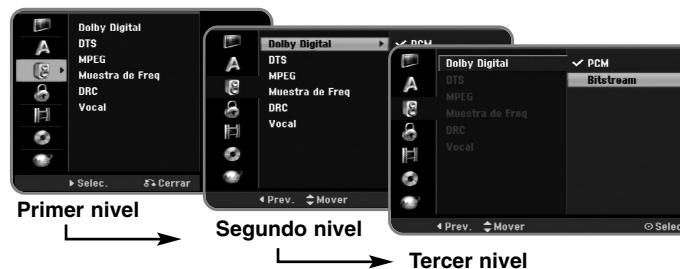 Dolby Digital
DTS
MPEG
Muestra de Freq
DRC
Vocal
Selec. Cerrar
Primer nivel
Dolby Digital PCM
DTS
MPEG
Muestra de Freq
DRC
Vocal
Prev. Mover
Segundo nivel
Dolby Digital PCM
DTS Bitstream
MPEG
Muestra de Freq
DRC
Vocal
Prev. Mover Selec
Tercer nivel